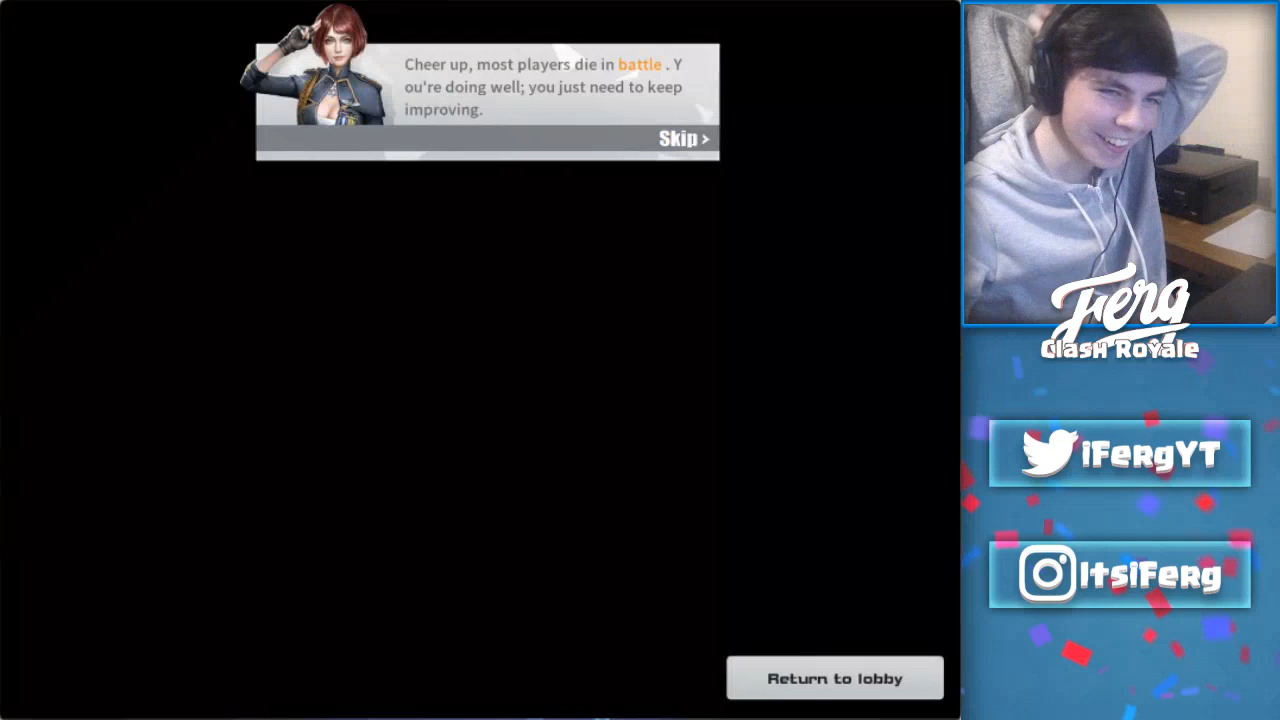 Cheer up, most players die in battle . Y
ou're doing well; you just need to keep
improving.
Skip >
Ferg
Clash Royale
iFergYT
ItsiFerg
Return to lobby